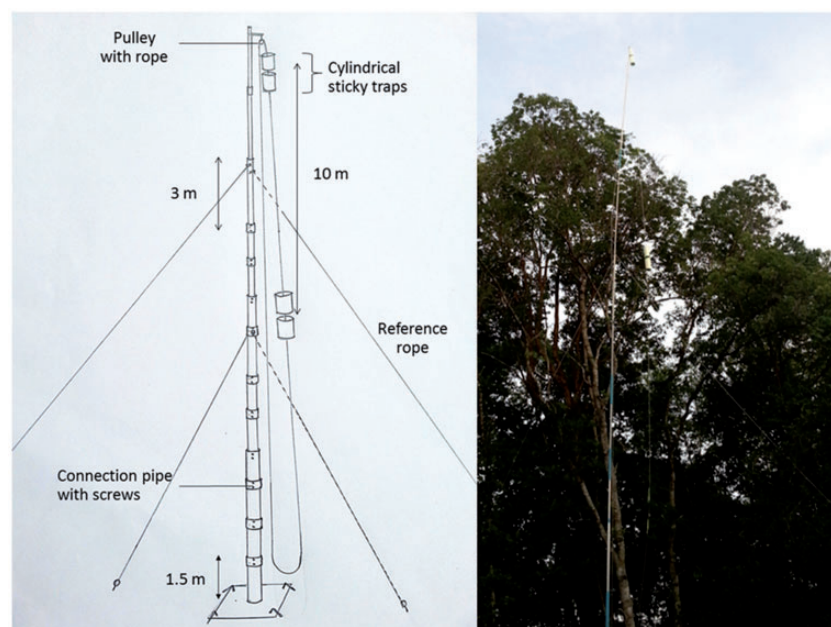 Pulley
with rope
Cylindrical
sticky traps
10 m
3 m
Reference
rope
Connection pipe
with screws
1.5 m